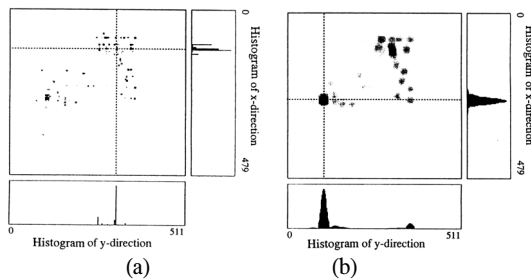 0
Histogram of x-direction
479
0
511
Histogram of y-direction
(a)
0
Histogram of x-direction
479
0
511
Histogram of y-direction
(b)